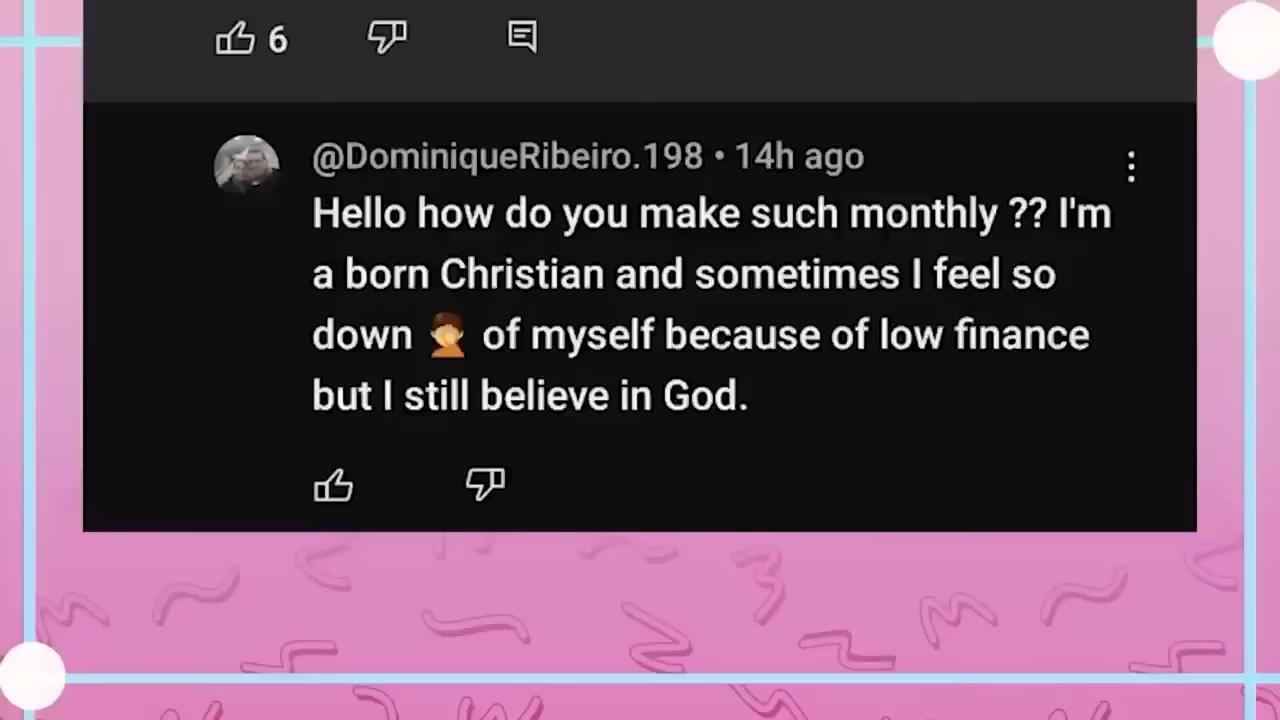 6
@DominiqueRibeiro.198 • 14h ago
Hello how do you make such monthly ?? I'm
a born Christian and sometimes I feel so
down 🤦 of myself because of low finance
but I still believe in God.